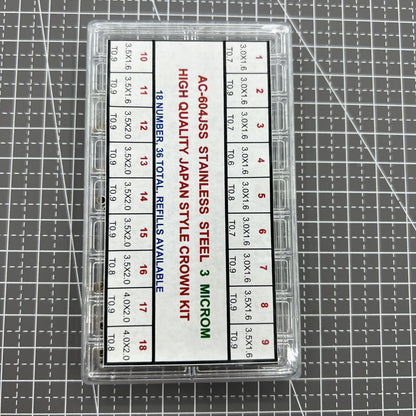 1 2 3 4 5 6 7 8 9
3.0X1.6 3.0X1.6 3.0X1.6 3.0X1.6 3.0X1.6 3.0X1.6 3.0X1.6 3.5X1.6 3.5X1.6
T0.7 T0.9 T0.7 T0.6 T0.8 T0.7 T0.9 T0.9 T0.9
AC-604JSS STAINLESS STEEL 3 MICROM
HIGH QUALITY JAPAN STYLE CROWN KIT
18 NUMBER, 36 TOTAL, REFILLS AVAILABLE
10 11 12 13 14 15 16 17 18
3.5X1.6 3.5X1.6 3.5X2.0 3.5X2.0 3.5X2.0 3.5X2.0 3.5X2.0 4.0X2.0 4.0X2.0
T0.9 T0.9 T0.9 T0.9 T0.9 T0.9 T0.8 T0.9 T0.8